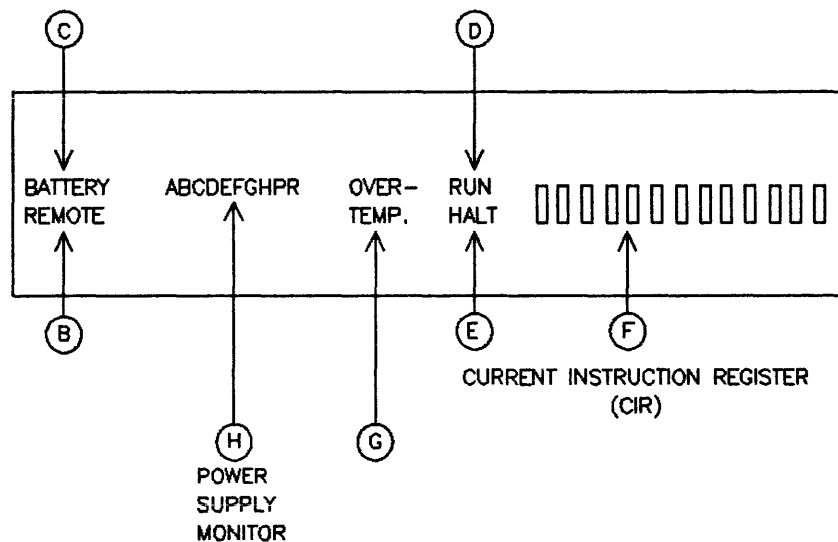 C D
BATTERY ABCDEFGHPR OVER- RUN
REMOTE TEMP. HALT
B E F
CURRENT INSTRUCTION REGISTER
(CIR)
H G
POWER
SUPPLY
MONITOR